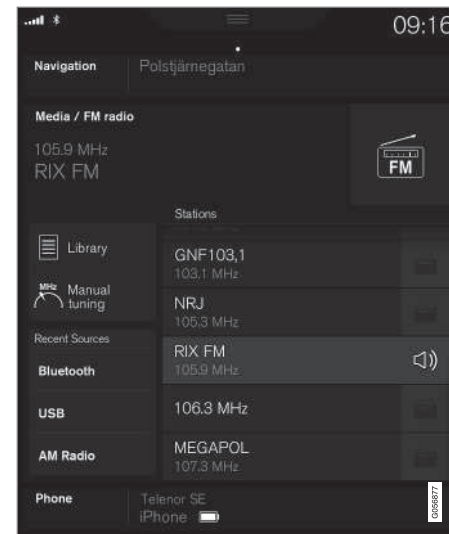 09:16
Navigation
Polstjärnegatan
Media / FM radio
105.9 MHz
RIX FM
FM
Stations
Library
MHz
Manual
tuning
Recent Sources
Bluetooth
USB
AM Radio
GNF103,1
103.1 MHz
NRJ
105.3 MHz
RIX FM
105.9 MHz
106.3 MHz
MEGAPOL
107.3 MHz
Phone
Telenor SE
iPhone
G056877